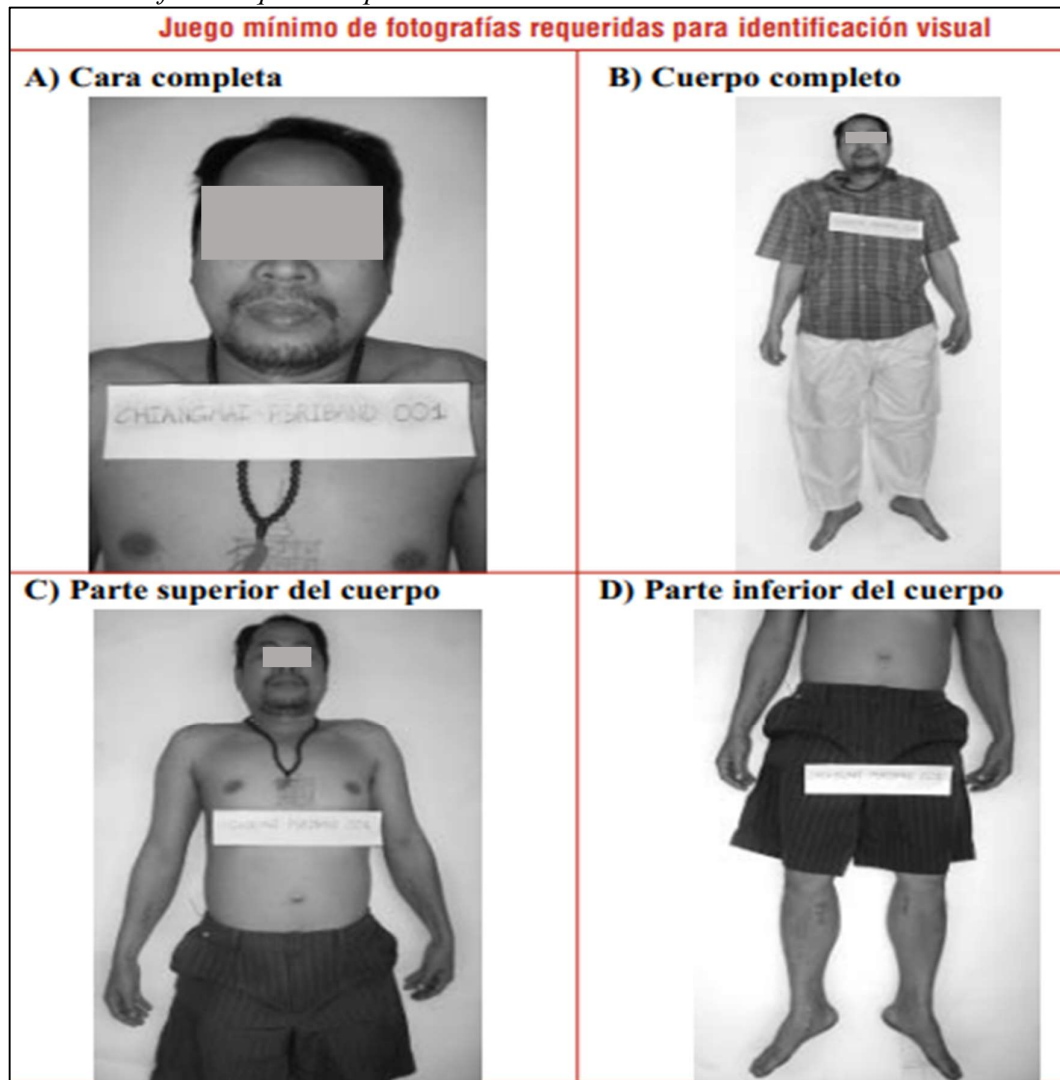 Juego mínimo de fotografías requeridas para identificación visual
A) Cara completa
B) Cuerpo completo
CHIANGMAI 001
C) Parte superior del cuerpo
D) Parte inferior del cuerpo